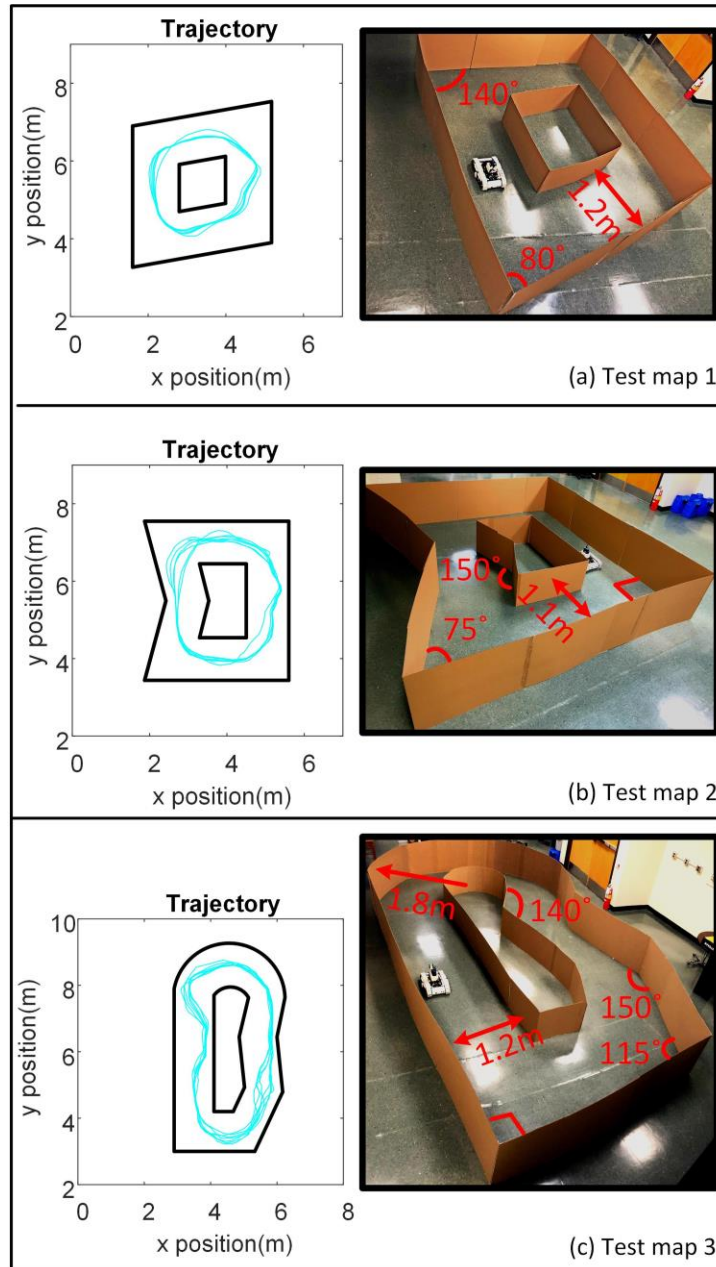 Trajectory
8
6
4
2
0
2
4
6
y position(m)
x position(m)
140°
1.2m
80°
(a) Test map 1
Trajectory
8
6
4
2
0
2
4
6
y position(m)
x position(m)
150°
1.1m
75°
(b) Test map 2
Trajectory
10
8
6
4
2
0
2
4
6
8
y position(m)
x position(m)
1.8m
140°
150°
1.2m
115°
(c) Test map 3